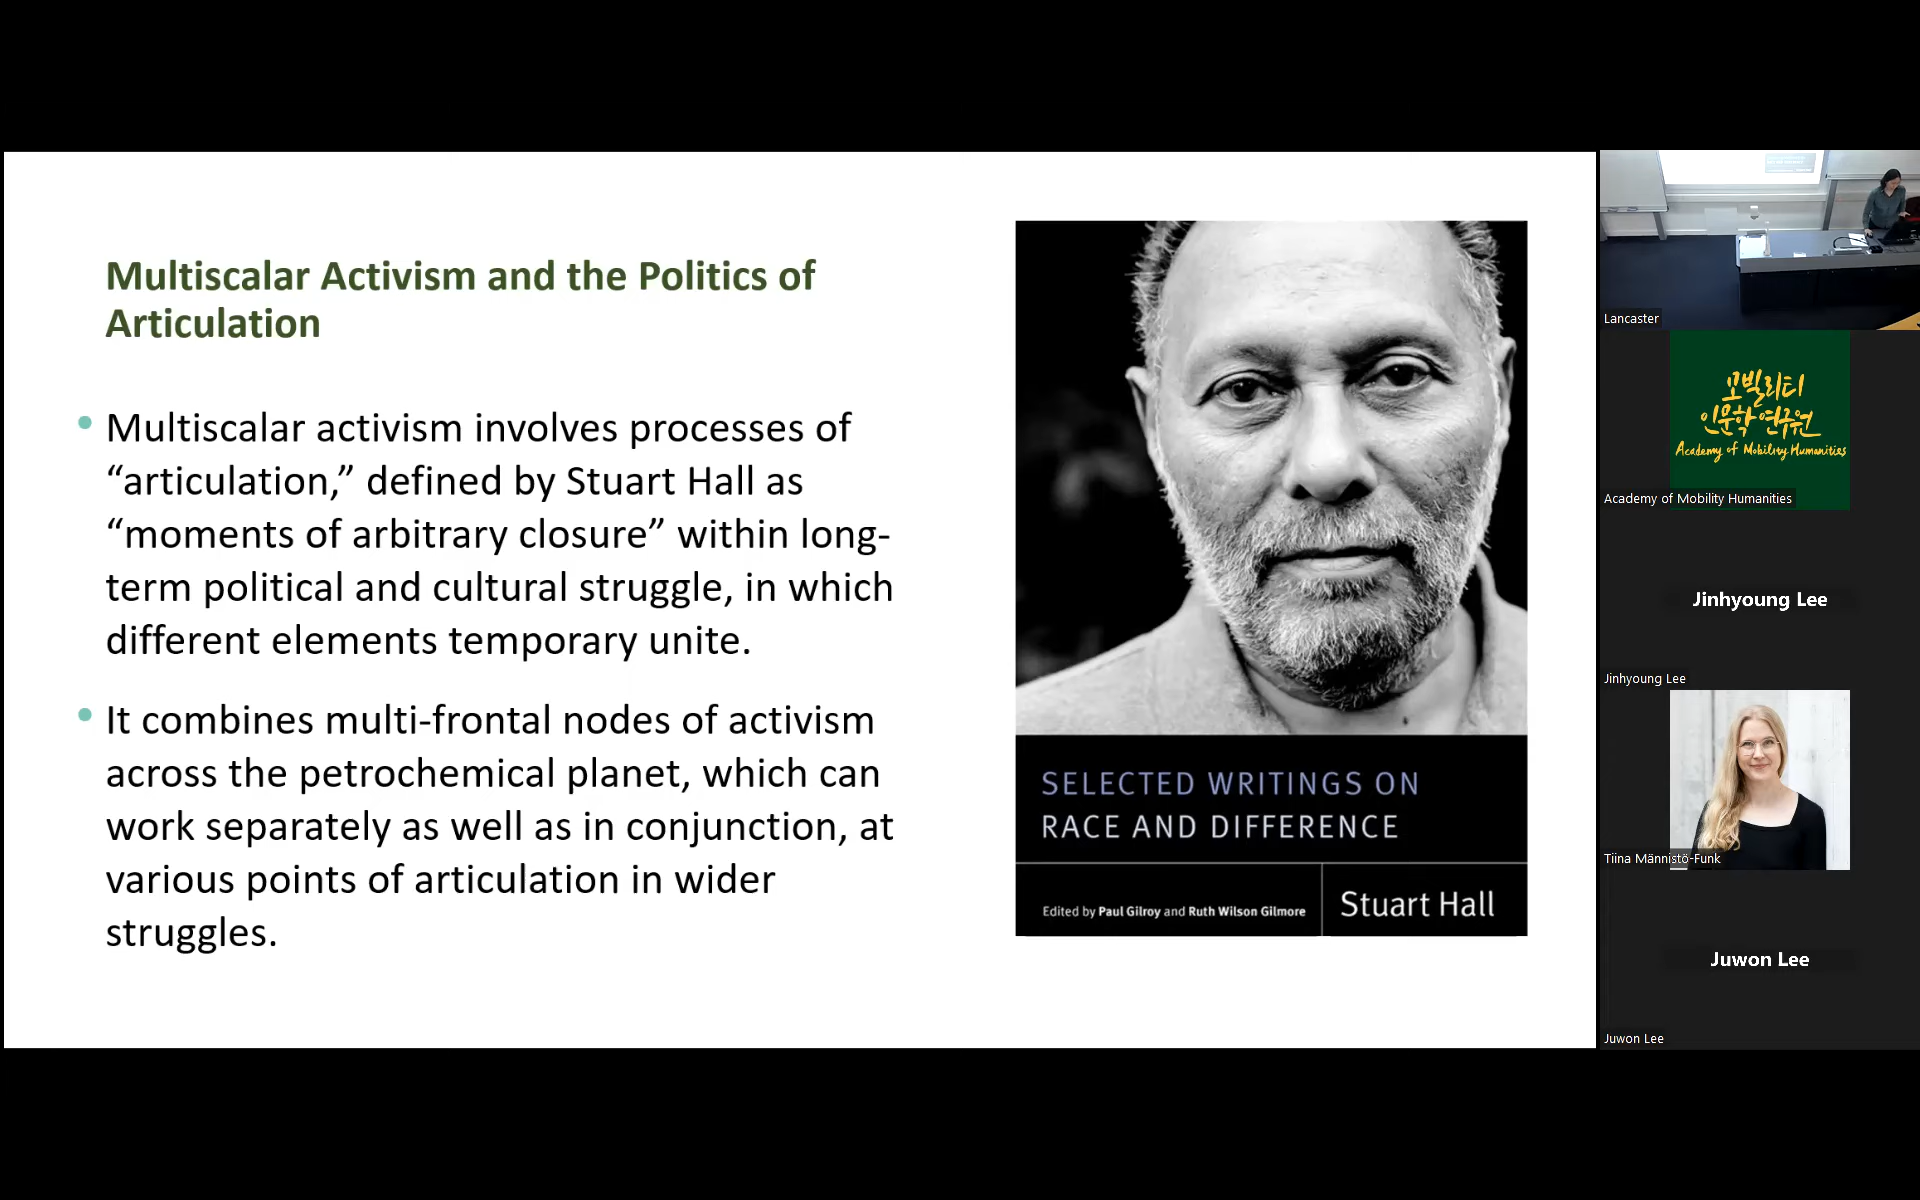 Multiscalar Activism and the Politics of
Articulation
• Multiscalar activism involves processes of
“articulation,” defined by Stuart Hall as
“moments of arbitrary closure” within long-
term political and cultural struggle, in which
different elements temporary unite.
• It combines multi-frontal nodes of activism
across the petrochemical planet, which can
work separately as well as in conjunction, at
various points of articulation in wider
struggles.
SELECTED WRITINGS ON
RACE AND DIFFERENCE
Edited by Paul Gilroy and Ruth Wilson Gilmore
Stuart Hall
Lancaster
모빌리티
인문학 연구원
Academy of Mobility Humanities
Academy of Mobility Humanities
Jinhyoung Lee
Jinhyoung Lee
Tiina Männistö-Funk
Juwon Lee
Juwon Lee